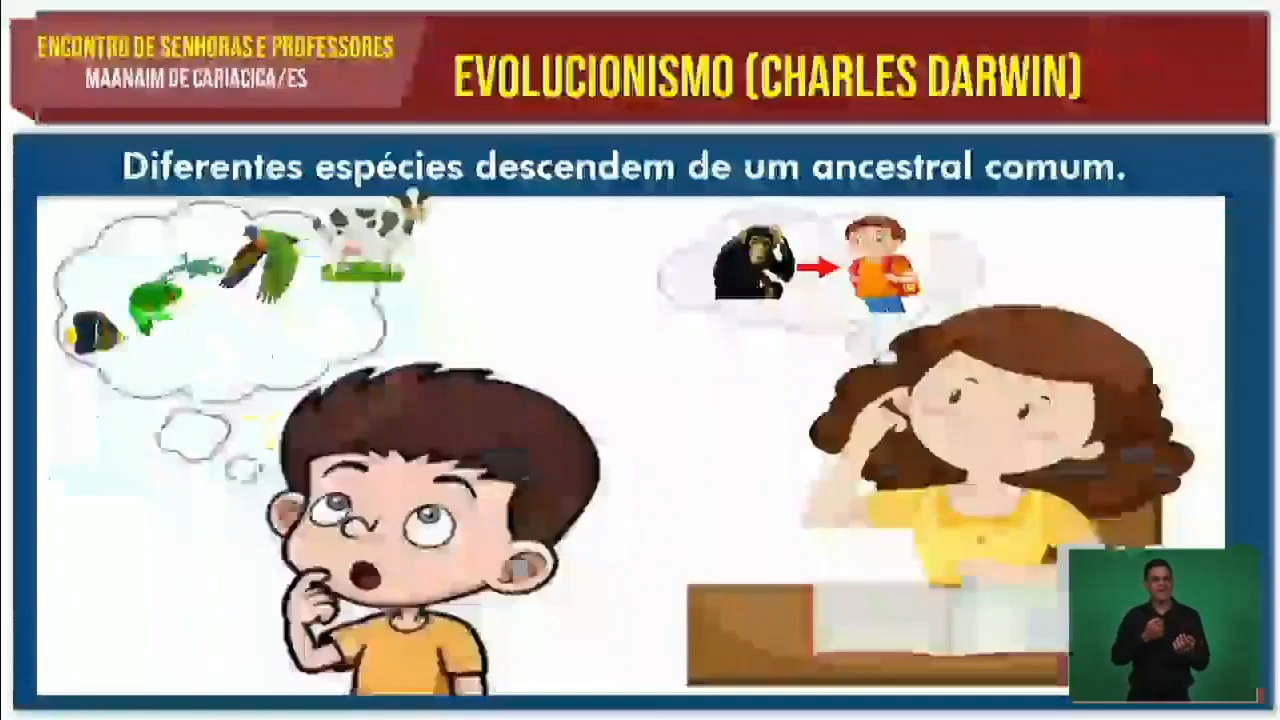 ENCONTRO DE SENHORAS E PROFESSORES
MAANAIM DE CARIACICA/ES
EVOLUCIONISMO (CHARLES DARWIN)
Diferentes espécies descendem de um ancestral comum.